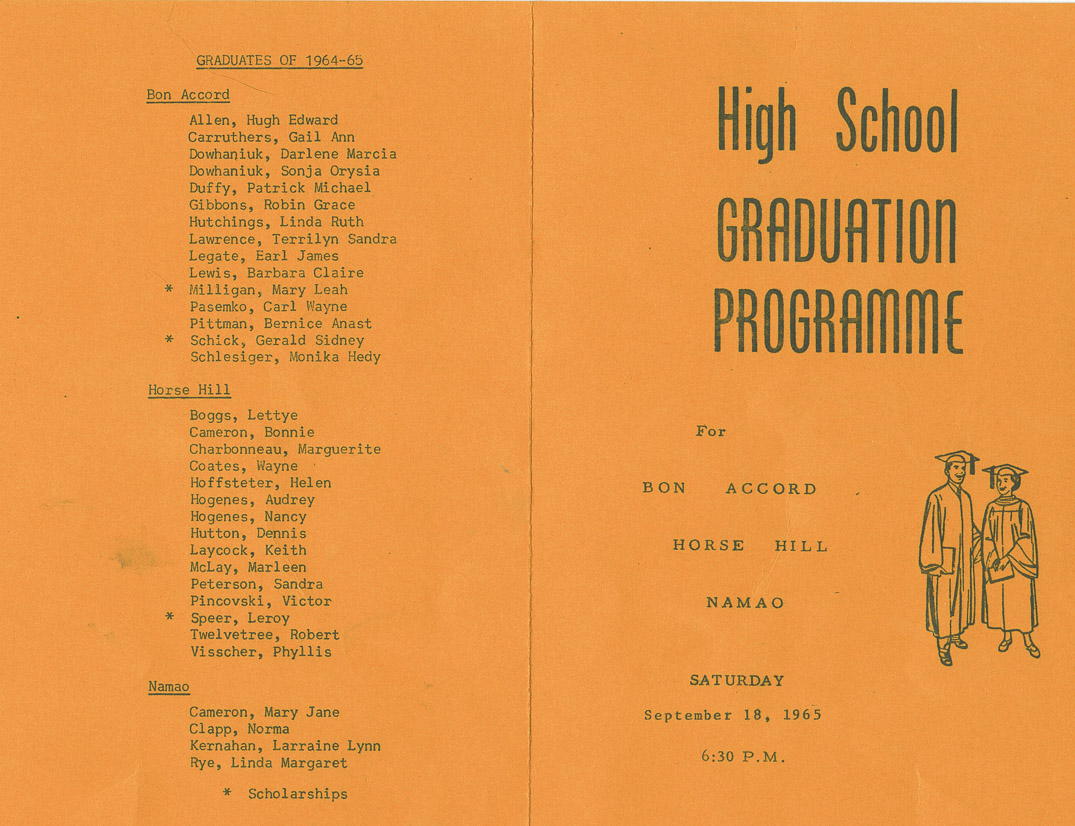 GRADUATES OF 1964-65
Bon Accord
Allen, Hugh Edward
Carruthers, Gail Ann
Dowhaniuk, Darlene Marcia
Dowhaniuk, Sonja Orysia
Duffy, Patrick Michael
Gibbons, Robin Grace
Hutchings, Linda Ruth
Lawrence, Terrilyn Sandra
Legate, Earl James
Lewis, Barbara Claire
* Milligan, Mary Leah
Pasemko, Carl Wayne
Pittman, Bernice Anast
* Schick, Gerald Sidney
Schlesiger, Monika Hedy
Horse Hill
Boggs, Lettye
Cameron, Bonnie
Charbonneau, Marguerite
Coates, Wayne
Hoffsteter, Helen
Hogenes, Audrey
Hogenes, Nancy
Hutton, Dennis
Laycock, Keith
McLay, Marleen
Peterson, Sandra
Pincovski, Victor
* Speer, Leroy
Twelvetree, Robert
Visscher, Phyllis
Namao
Cameron, Mary Jane
Clapp, Norma
Kernahan, Larraine Lynn
Rye, Linda Margaret
* Scholarships
High School
GRADUATION
PROGRAMME
For
BON ACCORD
HORSE HILL
NAMAO
SATURDAY
September 18, 1965
6:30 P.M.